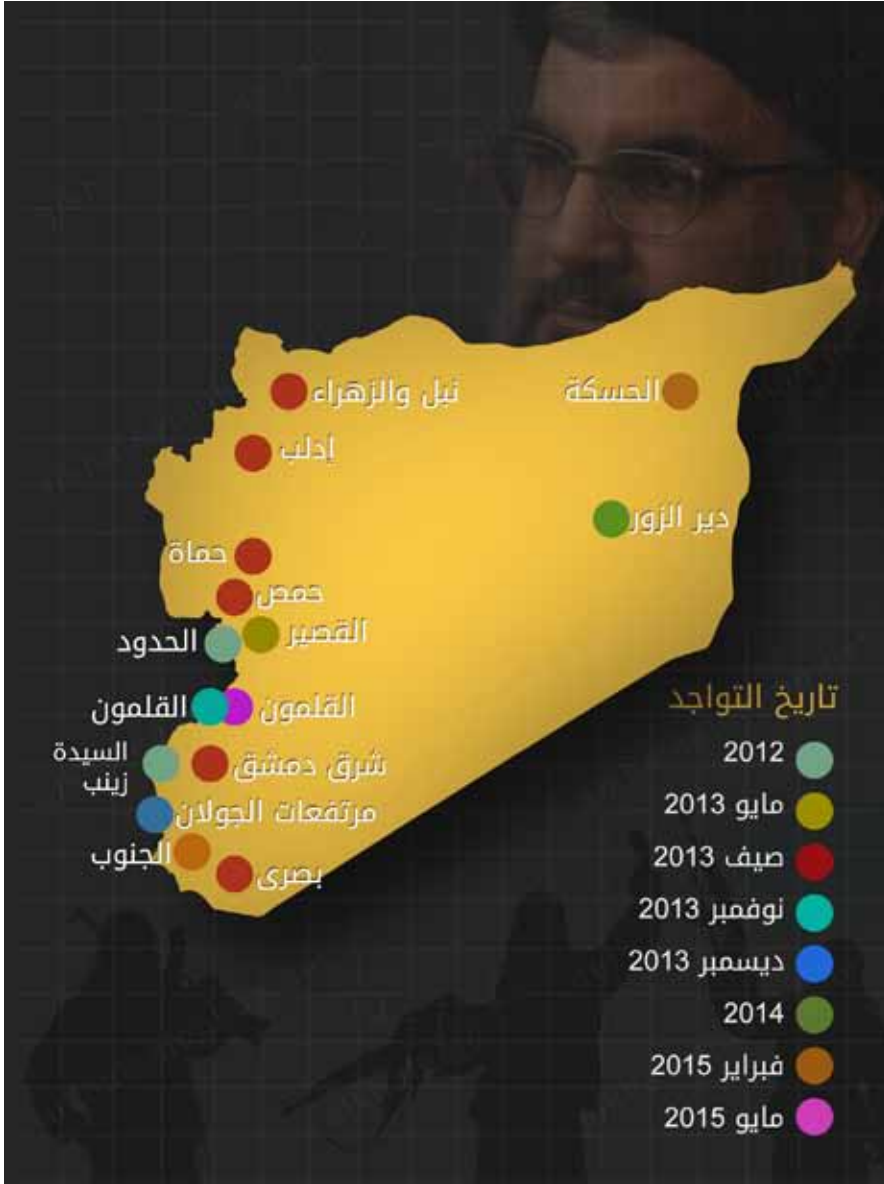 نبل والزهراء
الحسكة
إدلب
دير الزور
حماة
حمص
القصير
الحدود
القلمون
القلمون
السيدة
زينب
شرق دمشق
مرتفعات الجولان
الجنوب
بصرى
تاريخ التواجد
2012
مايو 2013
صيف 2013
نوفمبر 2013
ديسمبر 2013
2014
فبراير 2015
مايو 2015